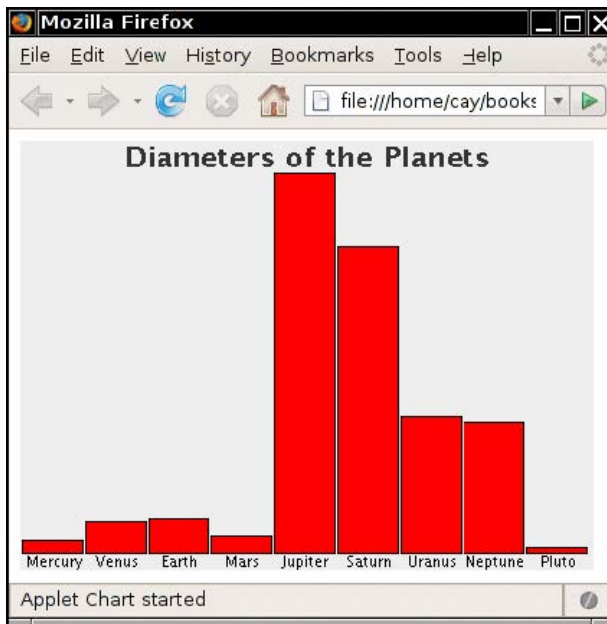 Mozilla Firefox
File Edit View History Bookmarks Tools Help
file:///home/cay/books
Diameters of the Planets
Mercury Venus Earth Mars Jupiter Saturn Uranus Neptune Pluto
Applet Chart started